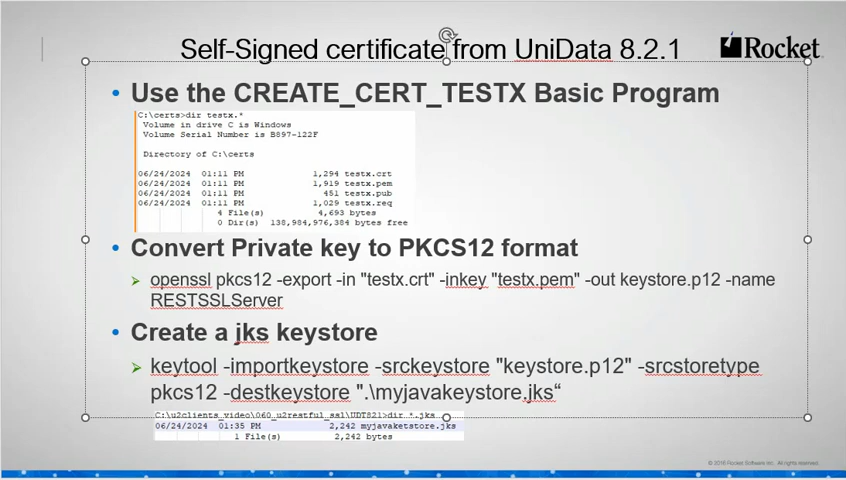 Self-Signed certificate from UniData 8.2.1
Rocket
• Use the CREATE_CERT_TESTX Basic Program
C:\certs>dir testx.*
Volume in drive C is Windows
Volume Serial Number is B897-122F
Directory of C:\certs
06/24/2024 01:11 PM 1,294 testx.crt
06/24/2024 01:11 PM 1,919 testx.pem
06/24/2024 01:11 PM 451 testx.pub
06/24/2024 01:11 PM 1,029 testx.req
4 File(s) 4,693 bytes
0 Dir(s) 138,984,976,384 bytes free
• Convert Private key to PKCS12 format
openssl pkcs12 -export -in "testx.crt" -inkey "testx.pem" -out keystore.p12 -name
RESTSSLServer
• Create a jks keystore
keytool -importkeystore -srckeystore "keystore.p12" -srcstoretype
pkcs12 -destkeystore ".\myjavakeystore.jks“
C:\u2clients_video\060_u2restful_ssl\UDT821>dir *.jks
06/24/2024 01:35 PM 2,242 myjavaketstore.jks
1 File(s) 2,242 bytes
© 2016 Rocket Software Inc. All rights reserved.